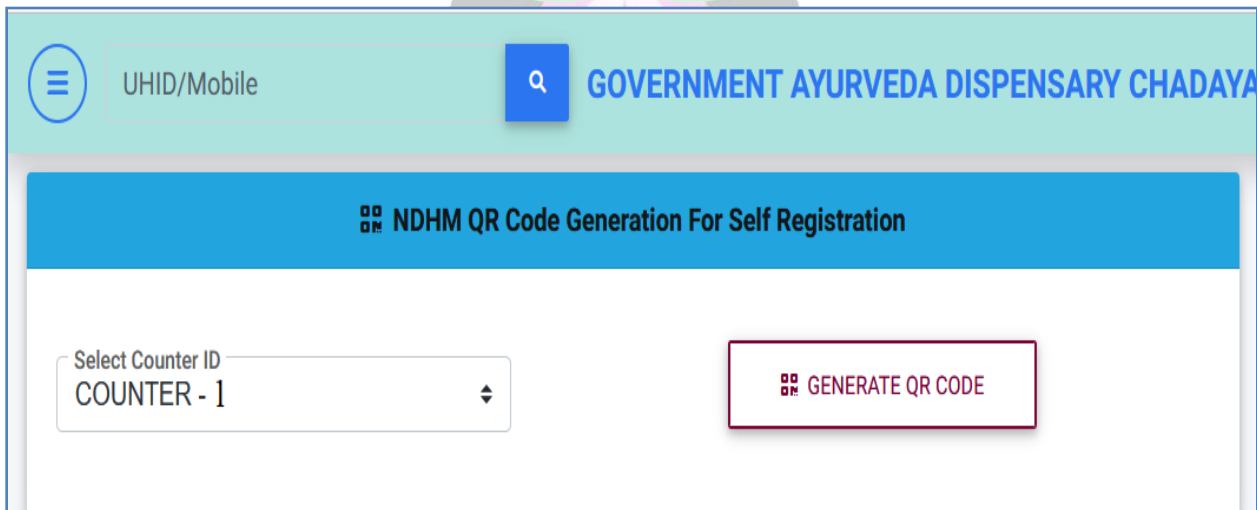 UHID/Mobile
GOVERNMENT AYURVEDA DISPENSARY CHADAYA
NDHM QR Code Generation For Self Registration
Select Counter ID
COUNTER - 1
GENERATE QR CODE